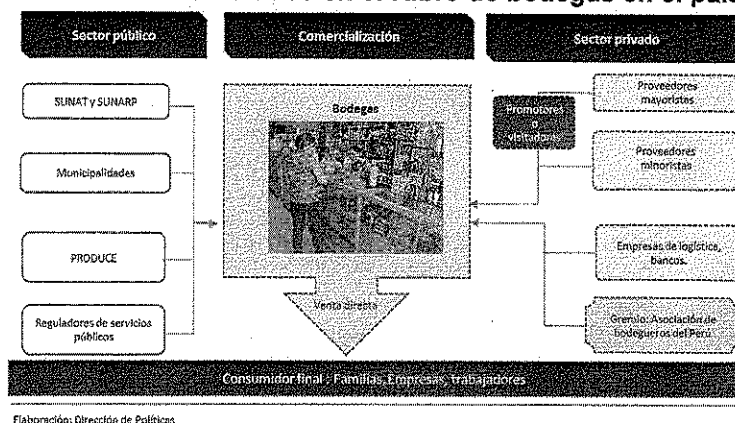 en el rubro de bodegas en el país
Sector público
Comercialización
Sector privado
SUNAT y SUNARP
Municipalidades
PRODUCE
Reguladores de servicios
públicos
Bodegas
Venta directa
Promotores
Proveedores
mayoristas
Proveedores
minoristas
Empresas de logística,
bancos.
Gremio: Asociación de
bodegueros del Perú
Consumidor final : Familias, Empresas, trabajadores
Elaboración: Dirección de Políticas